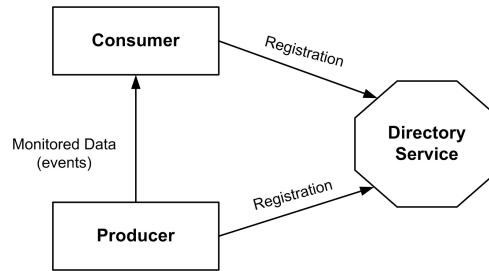 Consumer
Registration
Directory
Service
Monitored Data
(events)
Registration
Producer